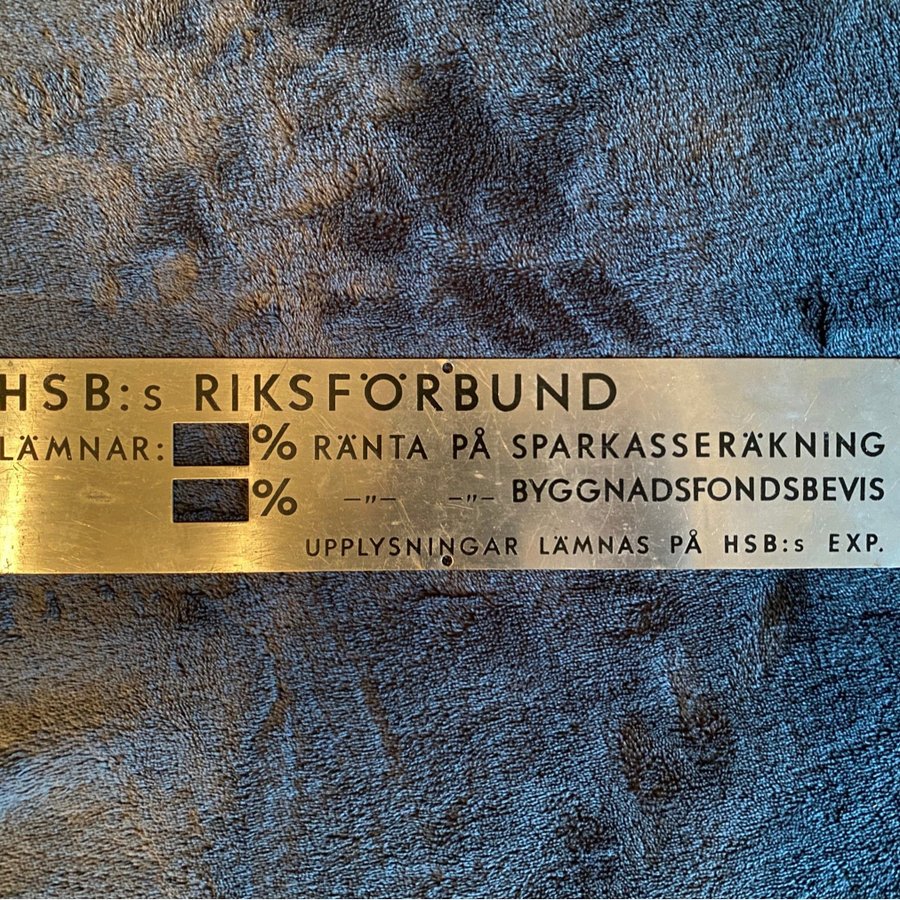 HSB:s RIKSFÖRBUND
LÄMNAR: % RÄNTA PÅ SPARKASSERÄKNING
% –„– –„– BYGGNADSFONDSBEVIS
UPPLYSNINGAR LÄMNAS PÅ HSB:s EXP.